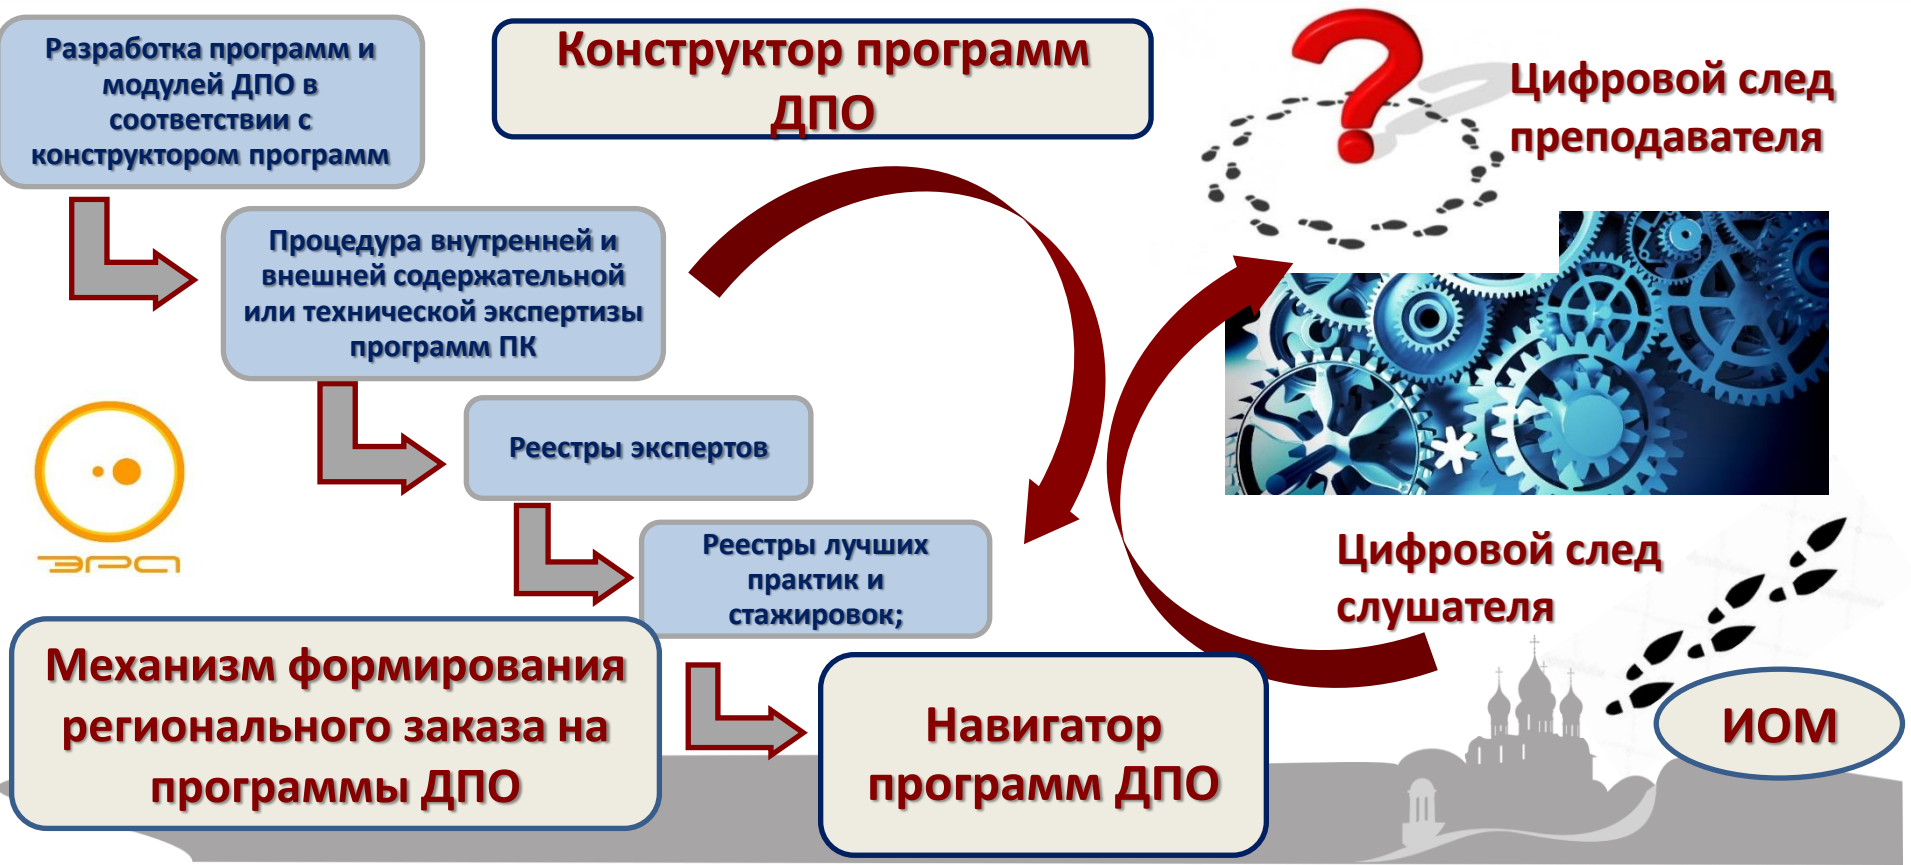 Разработка программ и
модулей ДПО в
соответствии с
конструктором программ
Конструктор программ
ДПО
Цифровой след
преподавателя
Процедура внутренней и
внешней содержательной
или технической экспертизы
программ ПК
Реестры экспертов
эра
Реестры лучших
практик и
стажировок;
Цифровой след
слушателя
Механизм формирования
регионального заказа на
программы ДПО
Навигатор
программ ДПО
ИОМ